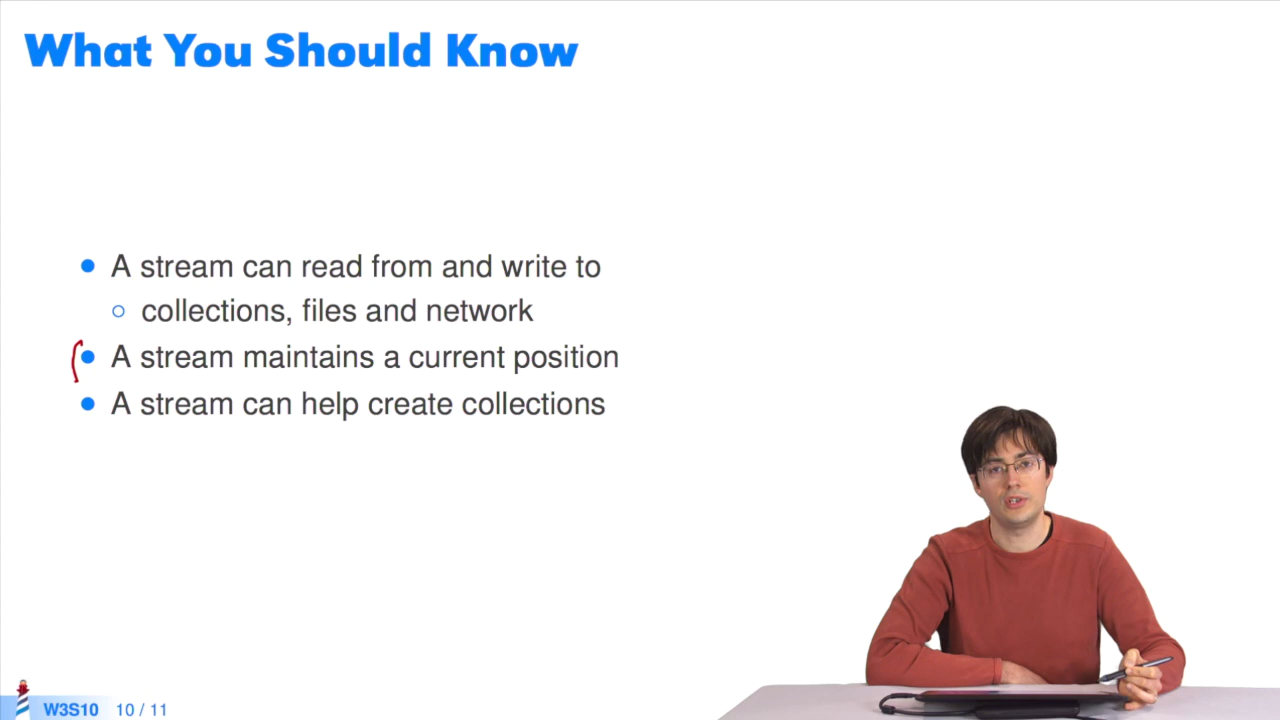 What You Should Know
● A stream can read from and write to
○ collections, files and network
● A stream maintains a current position
● A stream can help create collections
W3S10 10 / 11